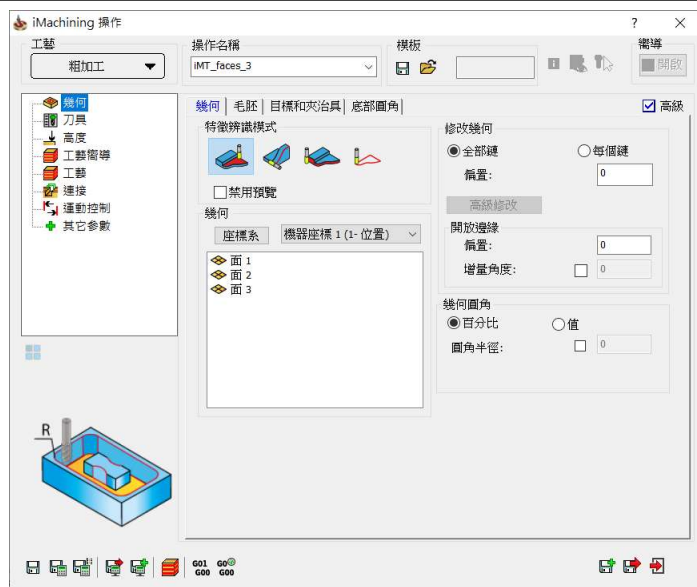 iMachining 操作
? ×
工藝
粗加工
操作名稱
iMT_faces_3
模板
嚮導
開啟
幾何
刀具
高度
工藝嚮導
工藝
連接
運動控制
其它參數
幾何 毛胚 目標和夾治具 底部圓角
高級
特徵辨識模式
禁用預覽
幾何
座標系
機器座標 1 (1- 位置)
面 1
面 2
面 3
修改幾何
全部鏈
每個鏈
偏置:
0
高級修改
開放邊緣
偏置:
0
增量角度:
0
幾何圓角
百分比
值
圓角半徑:
0
R
G01
G00
G0
G00